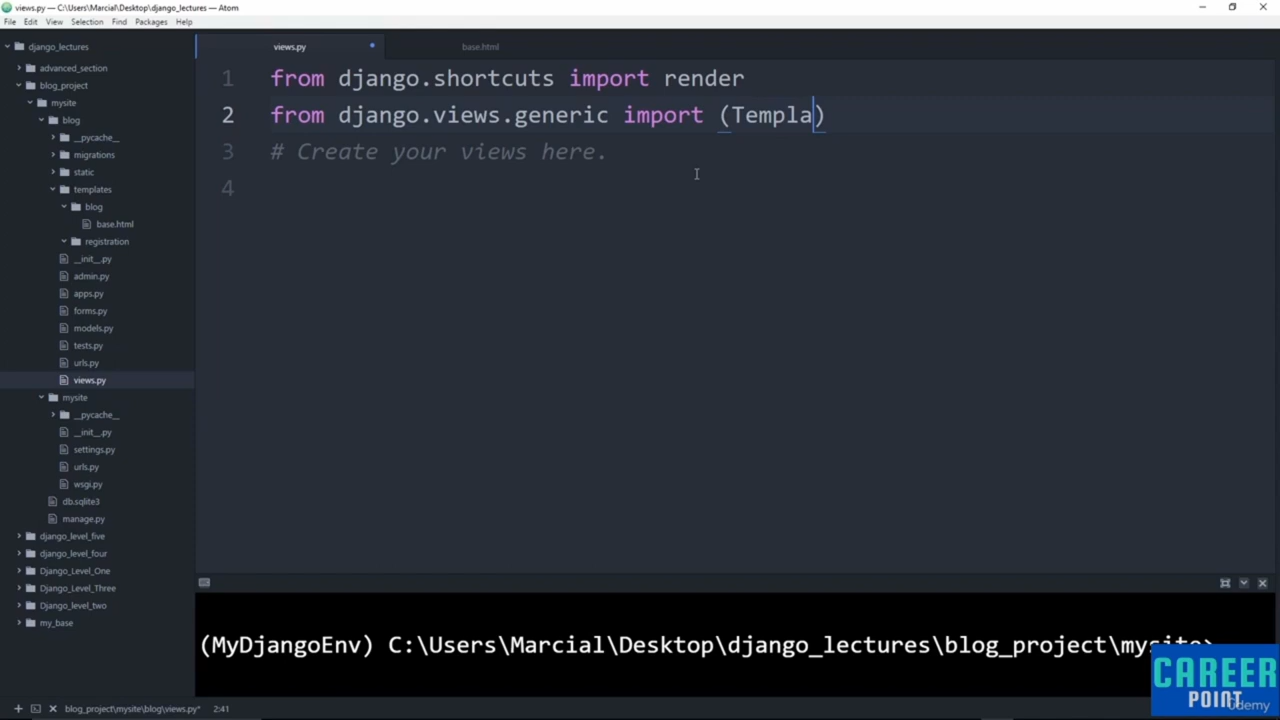 views.py — C:\Users\Marcial\Desktop\django_lectures — Atom
File Edit View Selection Find Packages Help
django_lectures
advanced_section
blog_project
mysite
blog
__pycache__
migrations
static
templates
blog
base.html
registration
__init__.py
admin.py
apps.py
forms.py
models.py
tests.py
urls.py
views.py
mysite
__pycache__
__init__.py
settings.py
urls.py
wsgi.py
db.sqlite3
manage.py
django_level_five
django_level_four
Django_Level_One
Django_Level_Three
Django_level_two
my_base
views.py base.html
1 from django.shortcuts import render
2 from django.views.generic import (Templa)
3 # Create your views here.
4
(MyDjangoEnv) C:\Users\Marcial\Desktop\django_lectures\blog_project\mysite>
blog_project\mysite\blog\views.py* 2:41
CAREER
POINT
Udemy